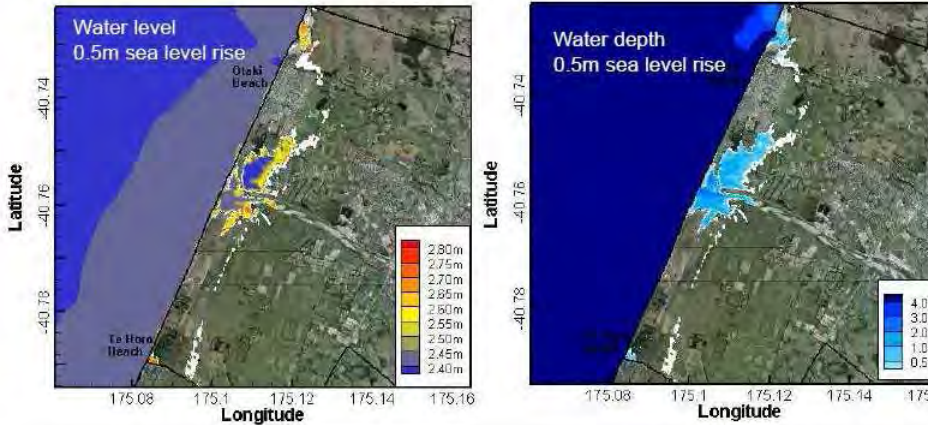 Water level
0.5m sea level rise
Otaki
Beach
Te Horo
Beach
-40.74
-40.76
-40.78
Latitude
175.08
175.1
175.12
175.14
175.16
Longitude
2.80m
2.75m
2.70m
2.65m
2.60m
2.55m
2.50m
2.45m
2.40m
Water depth
0.5m sea level rise
-40.74
-40.76
-40.78
Latitude
175.08
175.1
175.12
175.14
Longitude
4.0
3.0
2.0
1.0
0.5